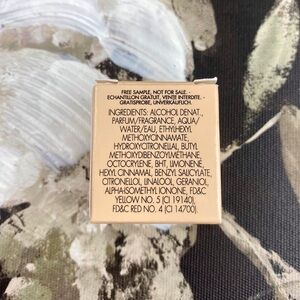 FREE SAMPLE, NOT FOR SALE. -
ECHANTILLON GRATUIT, VENTE INTERDITE. -
GRATISPROBE, UNVERKÄUFLICH.
INGREDIENTS: ALCOHOL DENAT.,
PARFUM/FRAGRANCE, AQUA/
WATER/EAU, ETHYLHEXYL
METHOXYCINNAMATE,
HYDROXYCITRONELLAL, BUTYL
METHOXYDIBENZOYLMETHANE,
OCTOCRYLENE, BHT, LIMONENE,
HEXYL CINNAMAL, BENZYL SALICYLATE,
CITRONELLOL, LINALOOL, GERANIOL,
ALPHA-ISOMETHYL IONONE, FD&C
YELLOW NO. 5 (CI 19140),
FD&C RED NO. 4 (CI 14700).